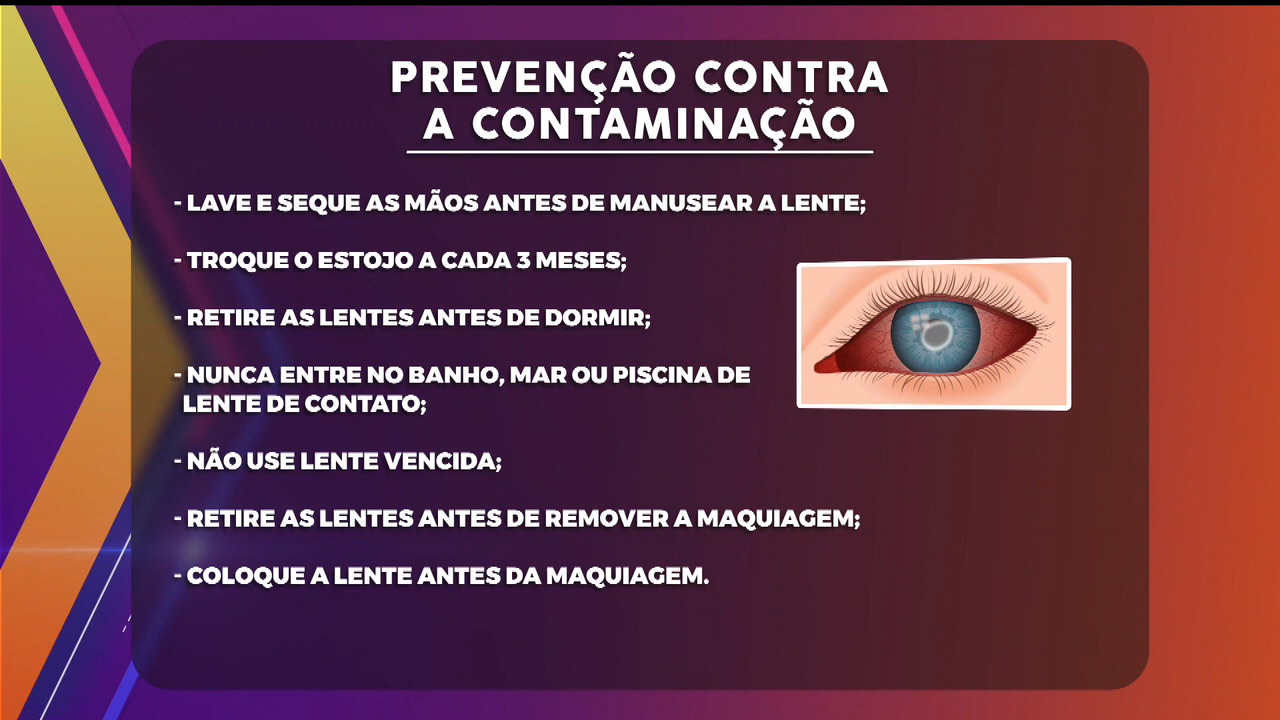 PREVENÇÃO CONTRA
A CONTAMINAÇÃO
- LAVE E SEQUE AS MÃOS ANTES DE MANUSEAR A LENTE;
- TROQUE O ESTOJO A CADA 3 MESES;
- RETIRE AS LENTES ANTES DE DORMIR;
- NUNCA ENTRE NO BANHO, MAR OU PISCINA DE
LENTE DE CONTATO;
- NÃO USE LENTE VENCIDA;
- RETIRE AS LENTES ANTES DE REMOVER A MAQUIAGEM;
- COLOQUE A LENTE ANTES DA MAQUIAGEM.